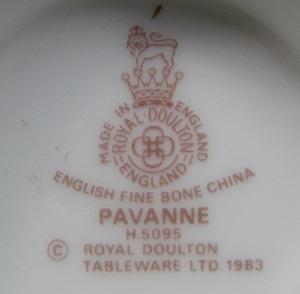 MADE IN ENGLAND
ROYAL · DOULTON
ENGLAND
ENGLISH FINE BONE CHINA
PAVANNE
H.5095
© ROYAL DOULTON
TABLEWARE LTD. 1983